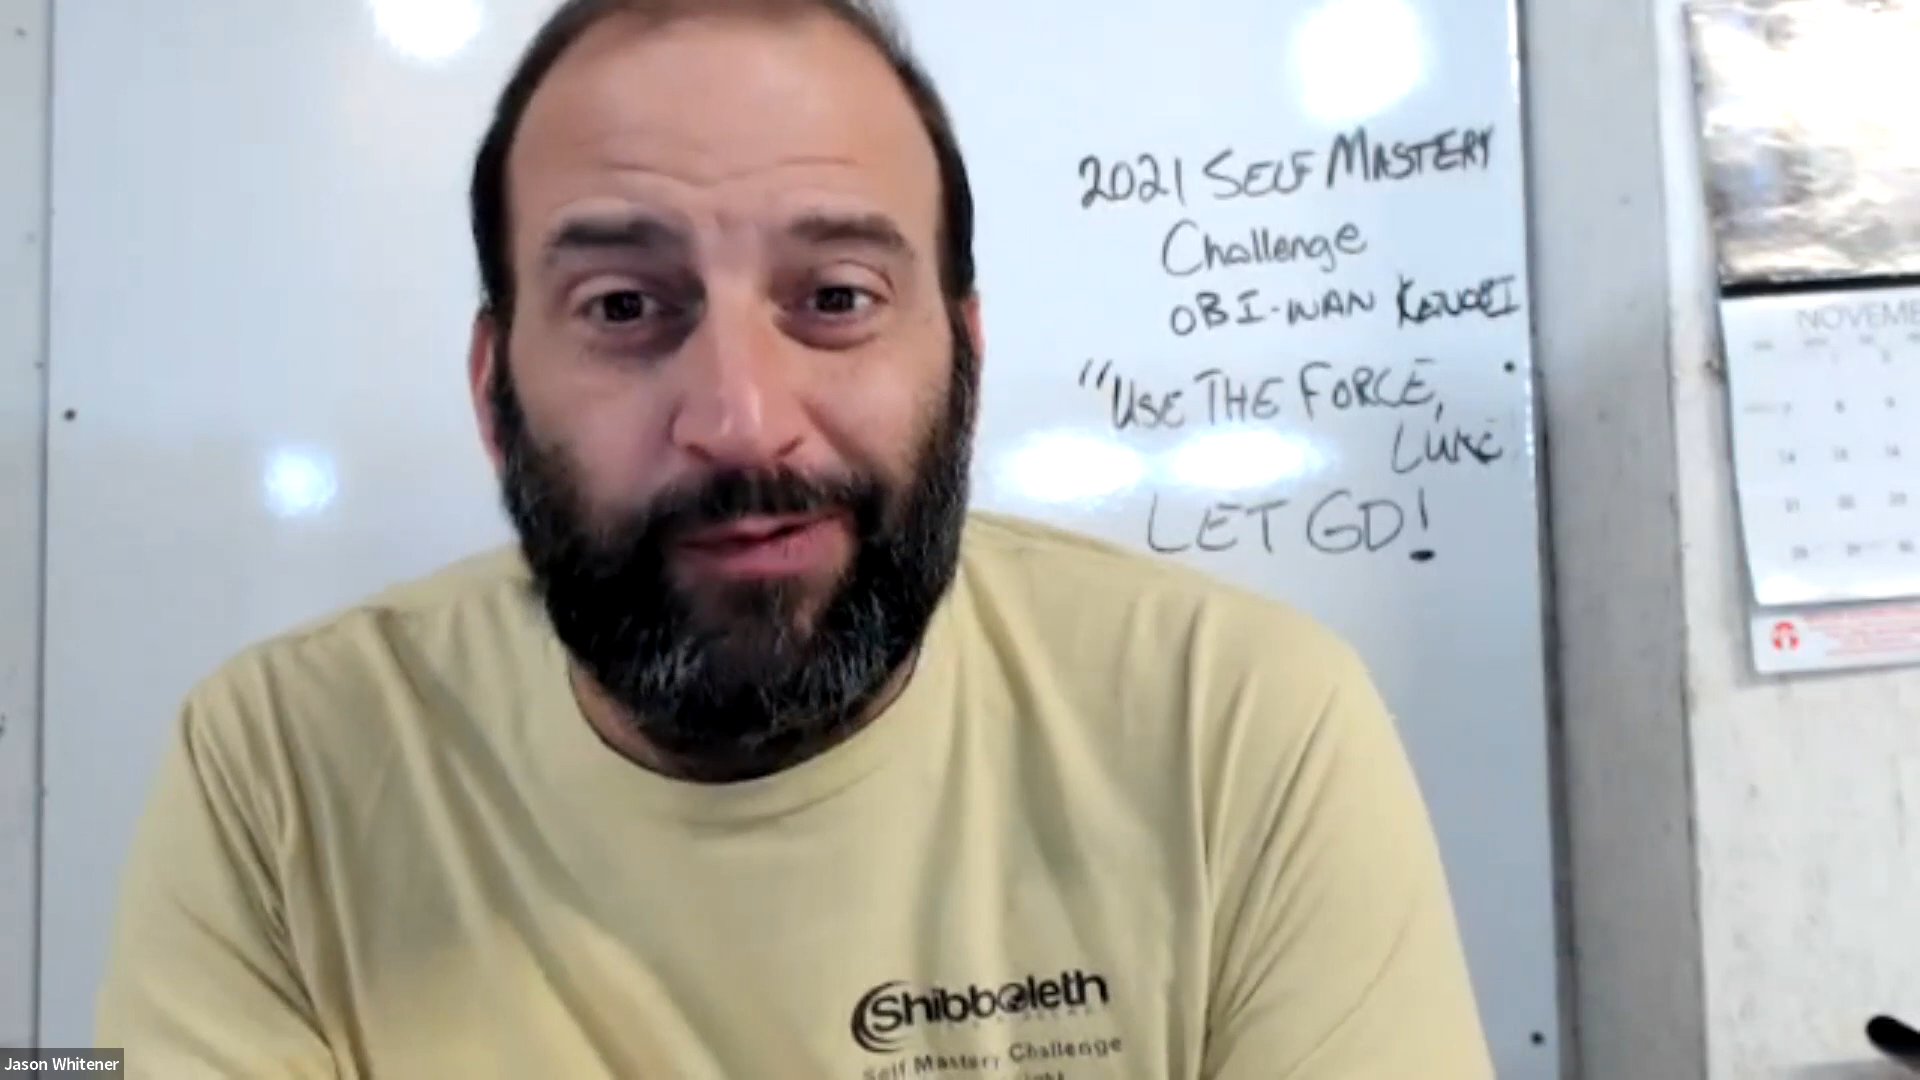 2021 SELF MASTERY
Challenge
OBI-WAN KENOBI
"USE THE FORCE,
LUKE
LET GO!
NOVEMBE
Shibboleth
Self Mastery Challenge
Jason Whitener